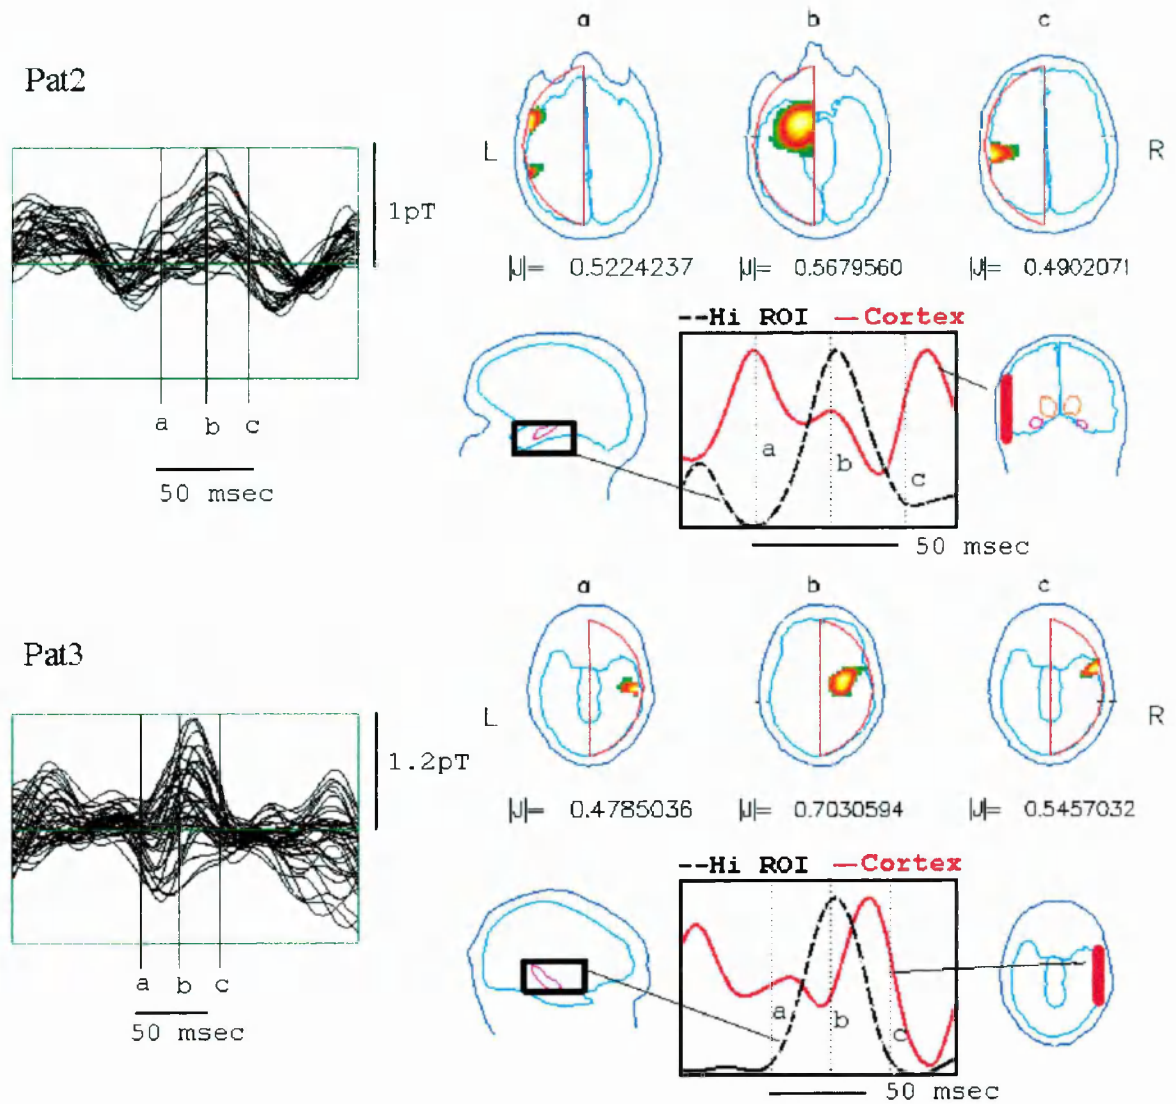 a b c
Pat2
L
R
1pT
|J|= 0.5224237 |J|= 0.5679560 |J|= 0.4902071
--Hi ROI —Cortex
a b c
a b c
50 msec
50 msec
a b c
Pat3
L
R
1.2pT
|J|= 0.4785036 |J|= 0.7030594 |J|= 0.5457032
--Hi ROI —Cortex
a b c
a b c
50 msec
50 msec